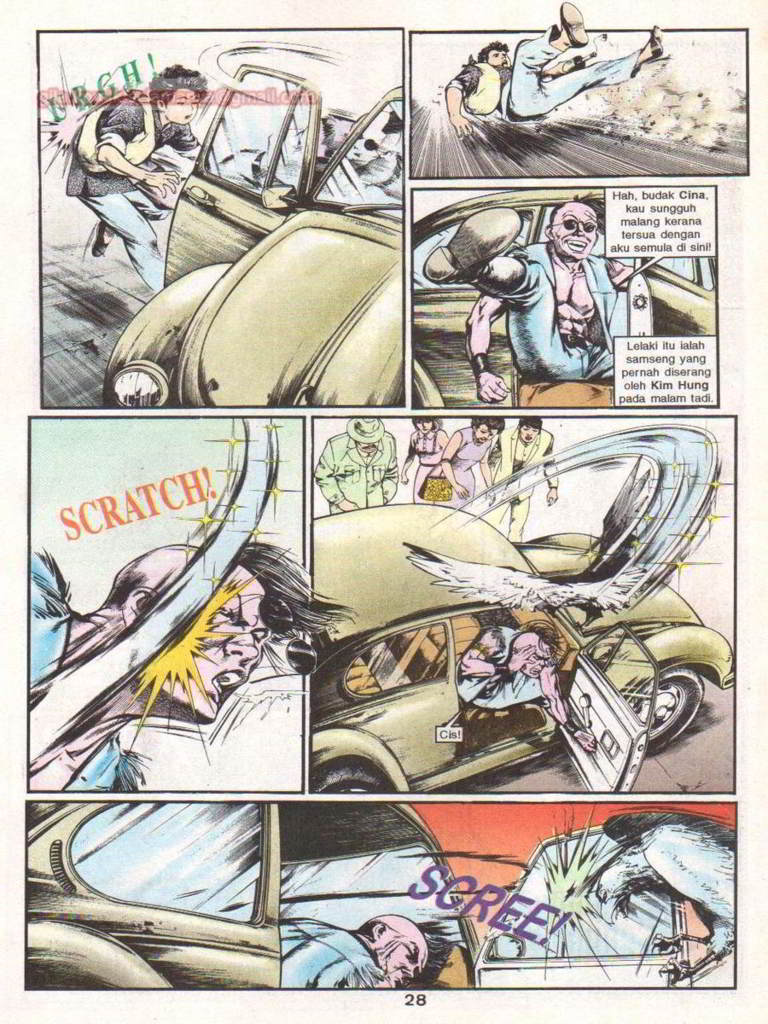 URGH!
Hah, budak Cina,
kau sungguh
malang kerana
tersua dengan
aku semula di sini!
Lelaki itu ialah
samseng yang
pernah diserang
oleh Kim Hung
pada malam tadi.
SCRATCH!
Cis!
SCREE!
28